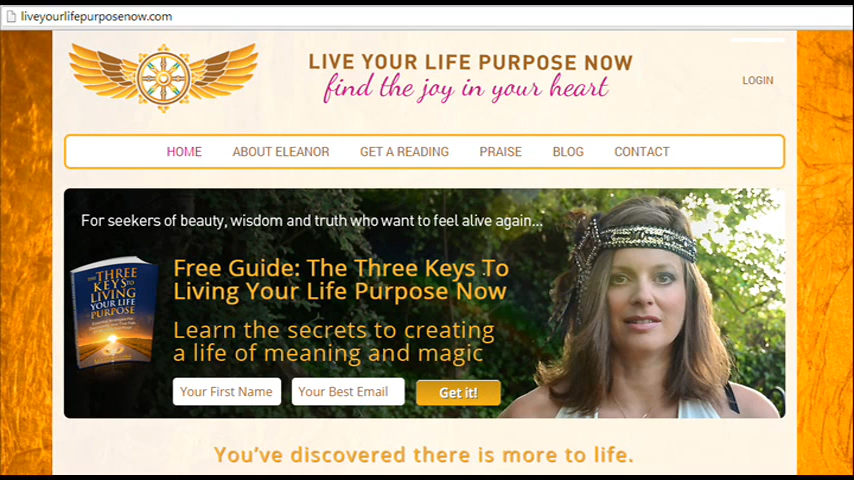 liveyourlifepurposenow.com
LIVE YOUR LIFE PURPOSE NOW
find the joy in your heart
LOGIN
HOME ABOUT ELEANOR GET A READING PRAISE BLOG CONTACT
For seekers of beauty, wisdom and truth who want to feel alive again...
THE
THREE
KEYS TO
LIVING
YOUR LIFE
PURPOSE
Free Guide: The Three Keys To
Living Your Life Purpose Now
Learn the secrets to creating
a life of meaning and magic
Your First Name Your Best Email Get it!
You've discovered there is more to life.